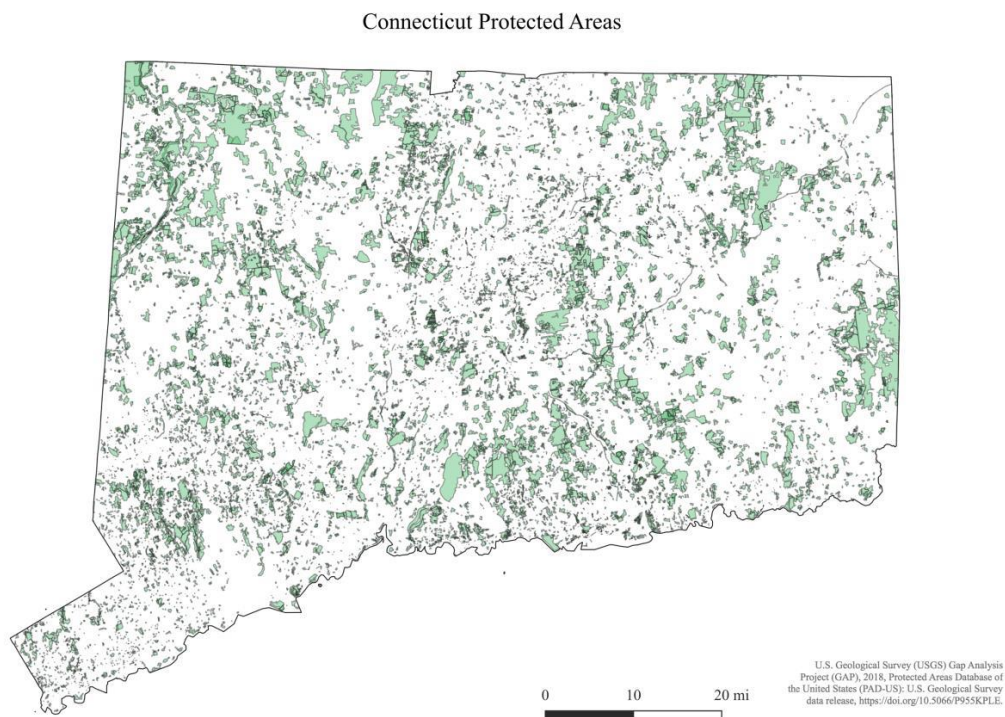 Connecticut Protected Areas
0 10 20 mi
U.S. Geological Survey (USGS) Gap Analysis
Project (GAP), 2018, Protected Areas Database of
the United States (PAD-US): U.S. Geological Survey
data release, https://doi.org/10.5066/P955KPLE.